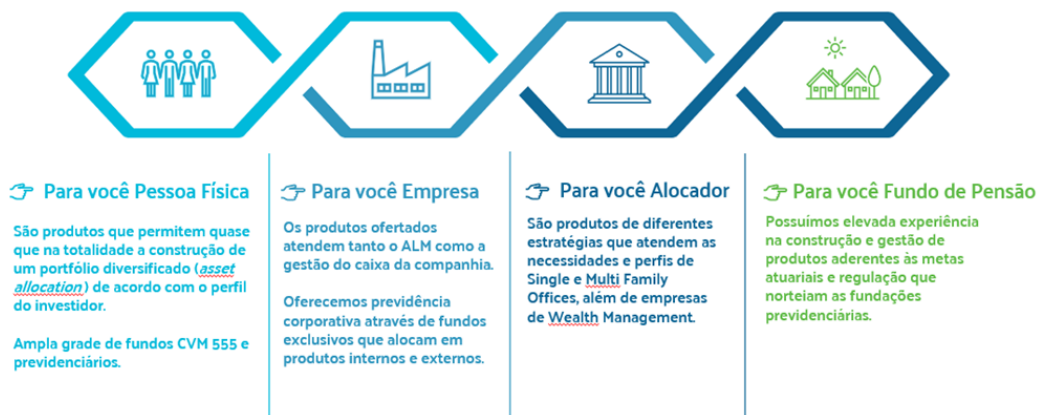 Para você Pessoa Física
São produtos que permitem quase
que na totalidade a construção de
um portfólio diversificado (asset
allocation) de acordo com o perfil
do investidor.
Ampla grade de fundos CVM 555 e
previdenciários.
Para você Empresa
Os produtos ofertados
atendem tanto o ALM como a
gestão do caixa da companhia.
Oferecemos previdência
corporativa através de fundos
exclusivos que alocam em
produtos internos e externos.
Para você Alocador
São produtos de diferentes
estratégias que atendem as
necessidades e perfis de
Single e Multi Family
Offices, além de empresas
de Wealth Management.
Para você Fundo de Pensão
Possuímos elevada experiência
na construção e gestão de
produtos aderentes às metas
atuariais e regulação que
norteiam as fundações
previdenciárias.